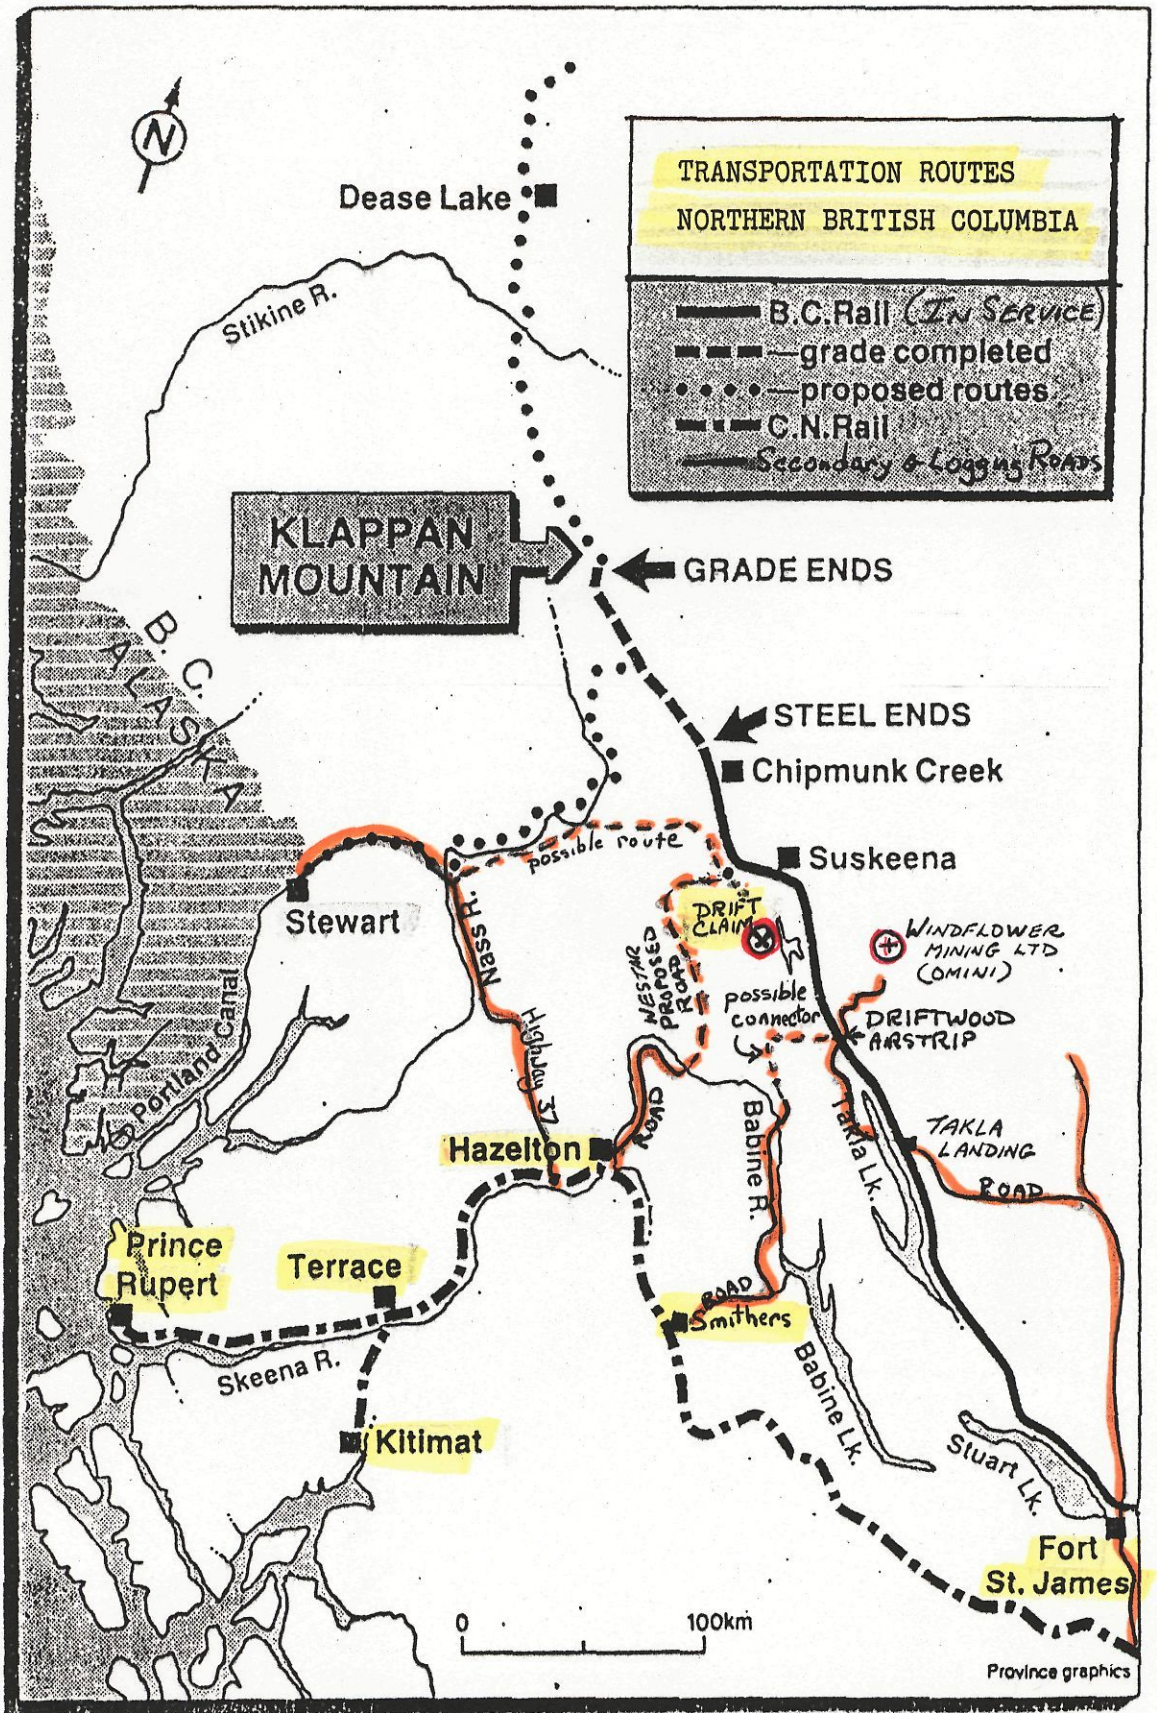 N
Dease Lake
TRANSPORTATION ROUTES
NORTHERN BRITISH COLUMBIA
B.C.Rail (IN SERVICE)
—grade completed
—proposed routes
C.N.Rail
Secondary & Logging ROADS
Stikine R.
KLAPPAN
MOUNTAIN
GRADE ENDS
B.C.
ALASKA
STEEL ENDS
Chipmunk Creek
possible route
Suskeena
Stewart
Nass R.
DRIFT
CLAIM
WESTAR
PROPOSED
ROAD
WINDFLOWER
MINING LTD
(OMINI)
possible
connector
DRIFTWOOD
AIRSTRIP
Portland Canal
Highway 37
Hazelton
ROAD
Babine R.
Takla Lk.
TAKLA
LANDING
ROAD
Prince
Rupert
Terrace
ROAD
Smithers
Skeena R.
Babine Lk.
Kitimat
Stuart Lk.
Fort
St. James
0 100km
Province graphics